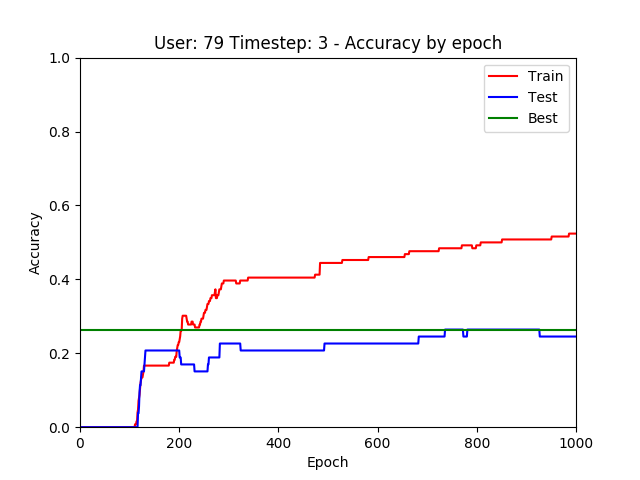 User: 79 Timestep: 3 - Accuracy by epoch
1.0
0.8
0.6
0.4
0.2
0.0
Accuracy
Train
Test
Best
0 200 400 600 800 1000
Epoch